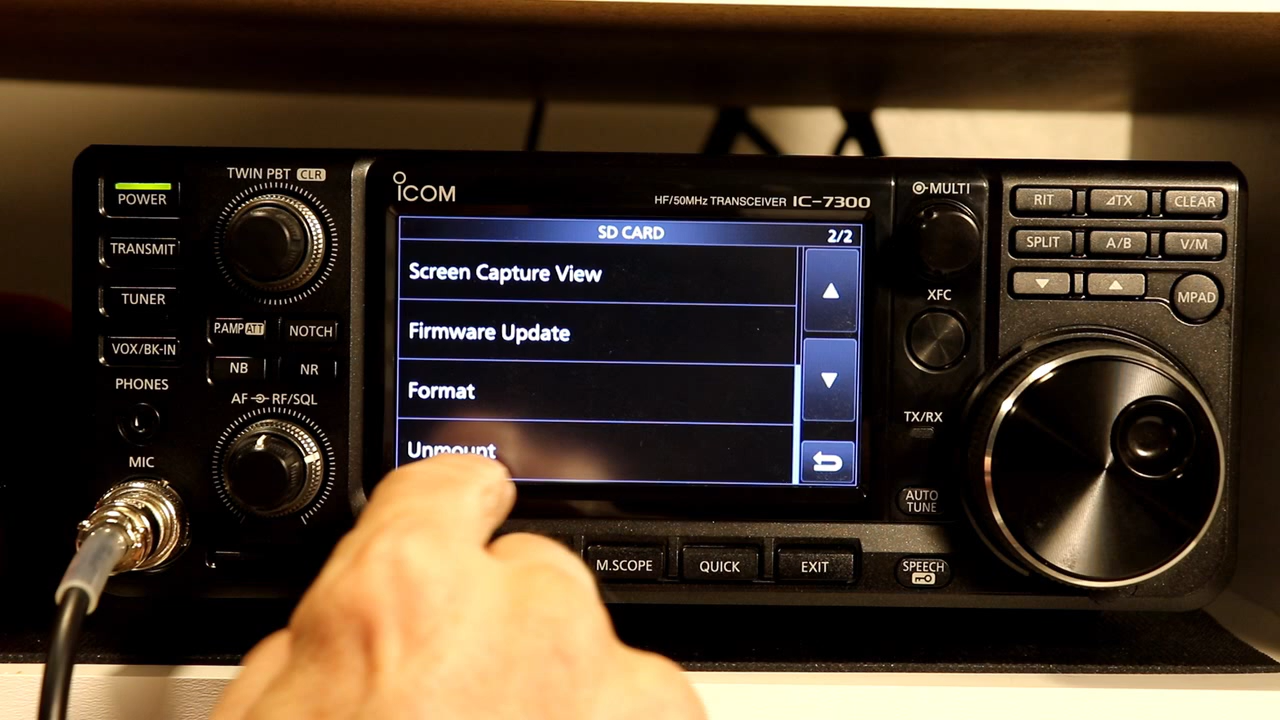 POWER
TRANSMIT
TUNER
VOX/BK-IN
PHONES
MIC
TWIN PBT CLR
P.AMP ATT
NOTCH
NB
NR
AF RF/SQL
ICOM
HF/50MHz TRANSCEIVER IC-7300
SD CARD 2/2
Screen Capture View
Firmware Update
Format
Unmount
M.SCOPE
QUICK
EXIT
MULTI
XFC
TX/RX
AUTO
TUNE
SPEECH
RIT
⊿TX
CLEAR
SPLIT
A/B
V/M
MPAD